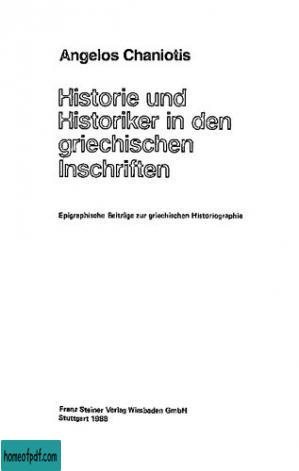 Angelos Chaniotis
Historie und
Historiker in den
griechischen
Inschriften
Epigraphische Beiträge zur griechischen Historiographie
Franz Steiner Verlag Wiesbaden GmbH
Stuttgart 1988
homeofpdf.com